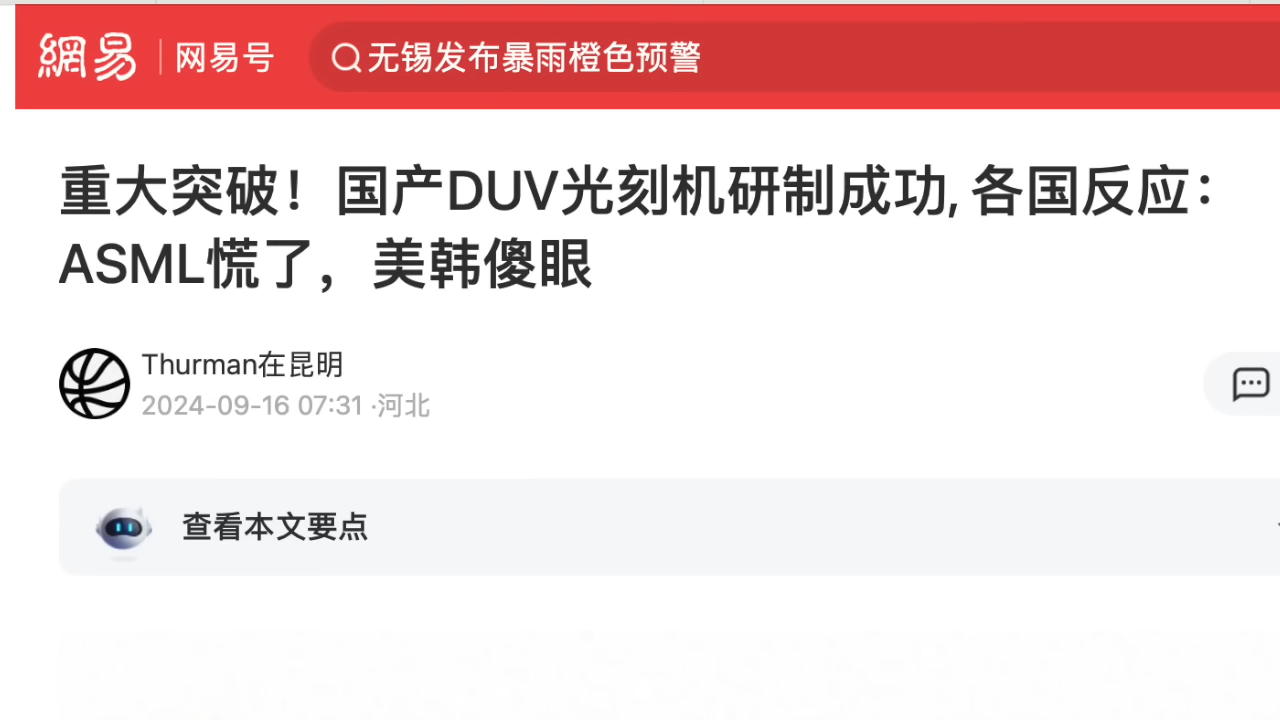 網易 | 网易号 无锡发布暴雨橙色预警
重大突破！国产DUV光刻机研制成功, 各国反应：
ASML慌了，美韩傻眼
Thurman在昆明
2024-09-16 07:31 ·河北
查看本文要点